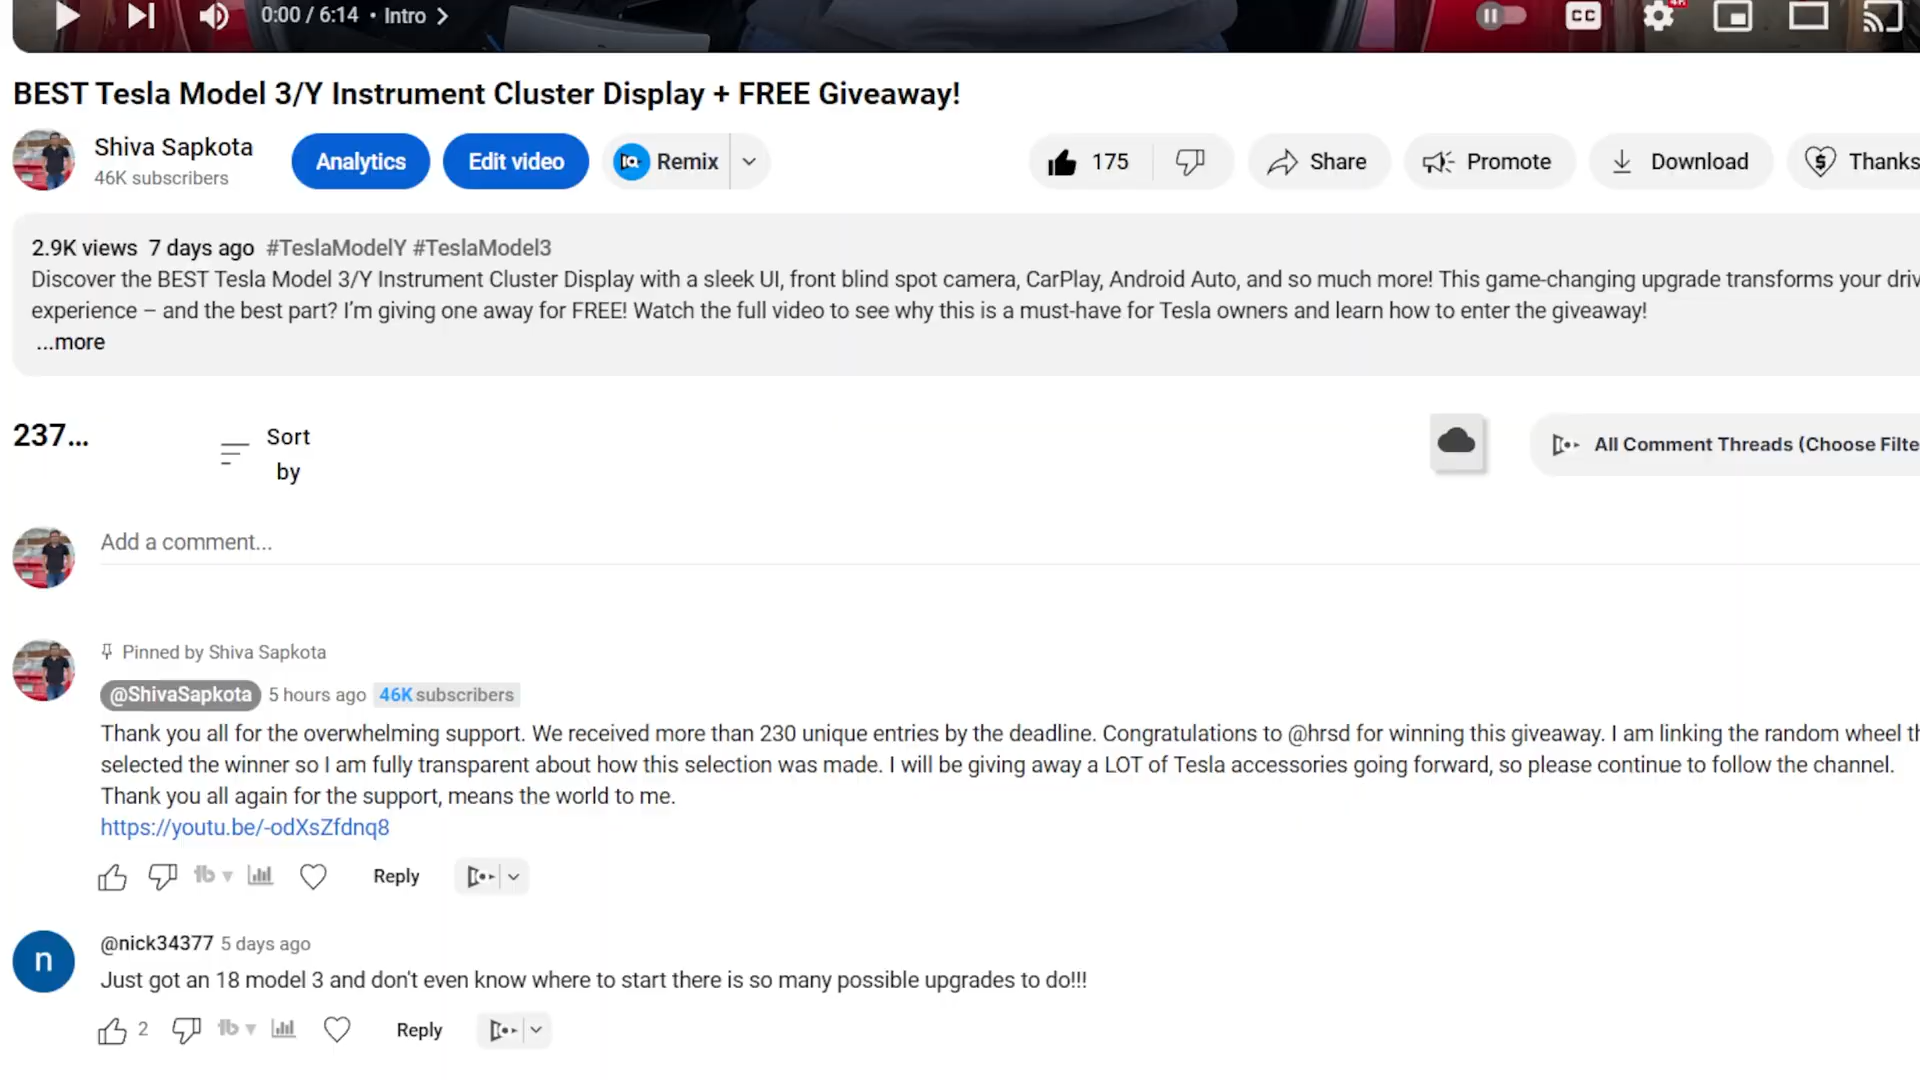 0:00 / 6:14 • Intro
CC
BEST Tesla Model 3/Y Instrument Cluster Display + FREE Giveaway!
Shiva Sapkota
46K subscribers
Analytics
Edit video
Remix
175
Share
Promote
Download
Thanks
2.9K views 7 days ago #TeslaModelY #TeslaModel3
Discover the BEST Tesla Model 3/Y Instrument Cluster Display with a sleek UI, front blind spot camera, CarPlay, Android Auto, and so much more! This game-changing upgrade transforms your driv
experience – and the best part? I'm giving one away for FREE! Watch the full video to see why this is a must-have for Tesla owners and learn how to enter the giveaway!
...more
237...
Sort
by
All Comment Threads (Choose Filte
Add a comment...
Pinned by Shiva Sapkota
@ShivaSapkota 5 hours ago 46K subscribers
Thank you all for the overwhelming support. We received more than 230 unique entries by the deadline. Congratulations to @hrsd for winning this giveaway. I am linking the random wheel th
selected the winner so I am fully transparent about how this selection was made. I will be giving away a LOT of Tesla accessories going forward, so please continue to follow the channel.
Thank you all again for the support, means the world to me.
https://youtu.be/-odXsZfdnq8
Reply
n
@nick34377 5 days ago
Just got an 18 model 3 and don't even know where to start there is so many possible upgrades to do!!!
2
Reply